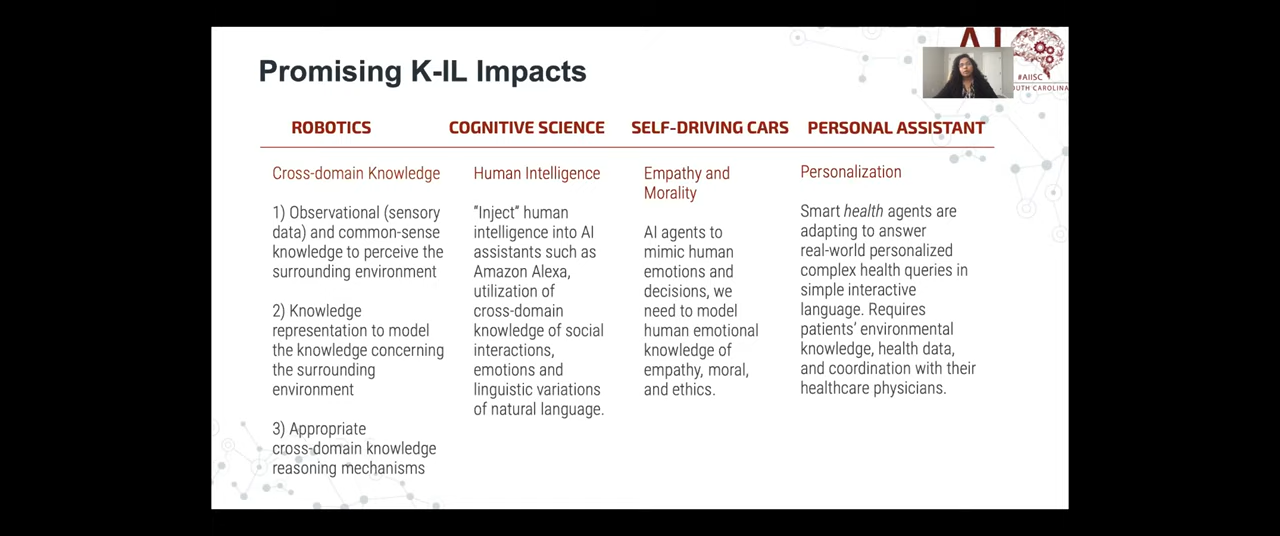 Promising K-IL Impacts
AI
#AIISC
UTH CAROLINA
ROBOTICS
COGNITIVE SCIENCE
SELF-DRIVING CARS
PERSONAL ASSISTANT
Cross-domain Knowledge
1) Observational (sensory
data) and common-sense
knowledge to perceive the
surrounding environment
2) Knowledge
representation to model
the knowledge concerning
the surrounding
environment
3) Appropriate
cross-domain knowledge
reasoning mechanisms
Human Intelligence
"Inject" human
intelligence into AI
assistants such as
Amazon Alexa,
utilization of
cross-domain
knowledge of social
interactions,
emotions and
linguistic variations
of natural language.
Empathy and
Morality
AI agents to
mimic human
emotions and
decisions, we
need to model
human emotional
knowledge of
empathy, moral,
and ethics.
Personalization
Smart health agents are
adapting to answer
real-world personalized
complex health queries in
simple interactive
language. Requires
patients' environmental
knowledge, health data,
and coordination with their
healthcare physicians.